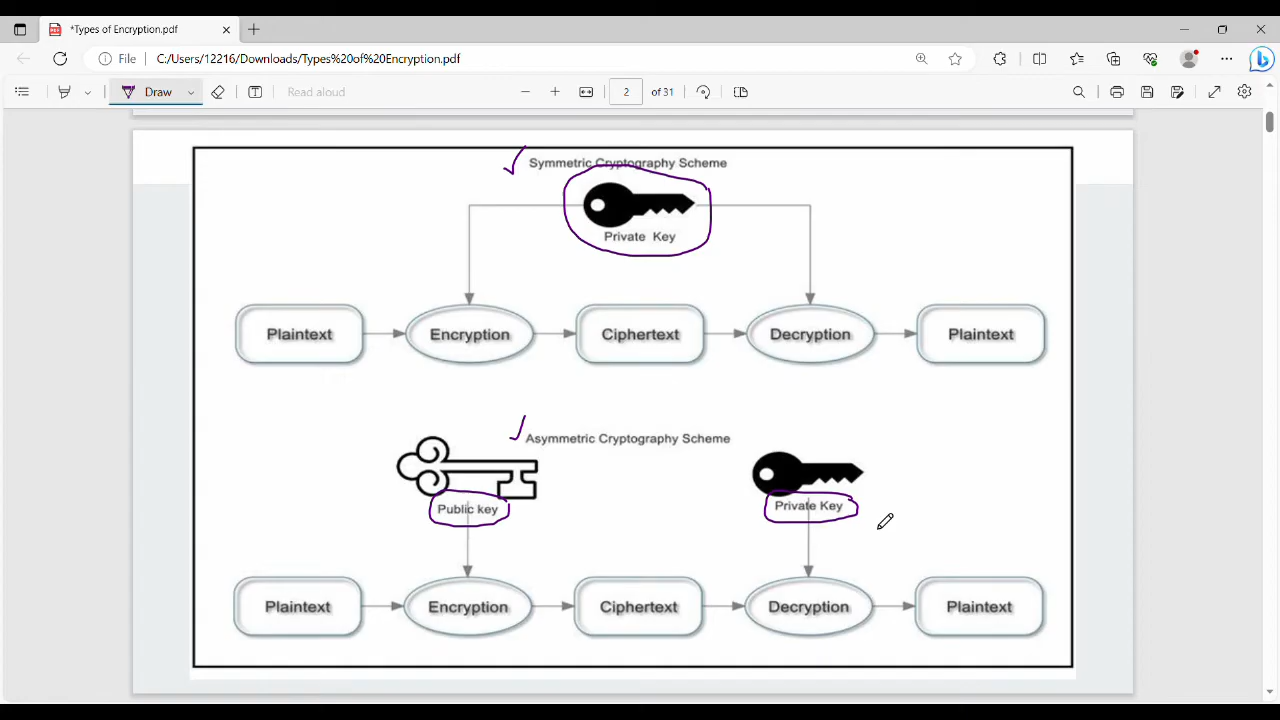 *Types of Encryption.pdf
File C:/Users/12216/Downloads/Types%20of%20Encryption.pdf
Draw Read aloud 2 of 31
Symmetric Cryptography Scheme
Private Key
Plaintext Encryption Ciphertext Decryption Plaintext
Asymmetric Cryptography Scheme
Public key Private Key
Plaintext Encryption Ciphertext Decryption Plaintext